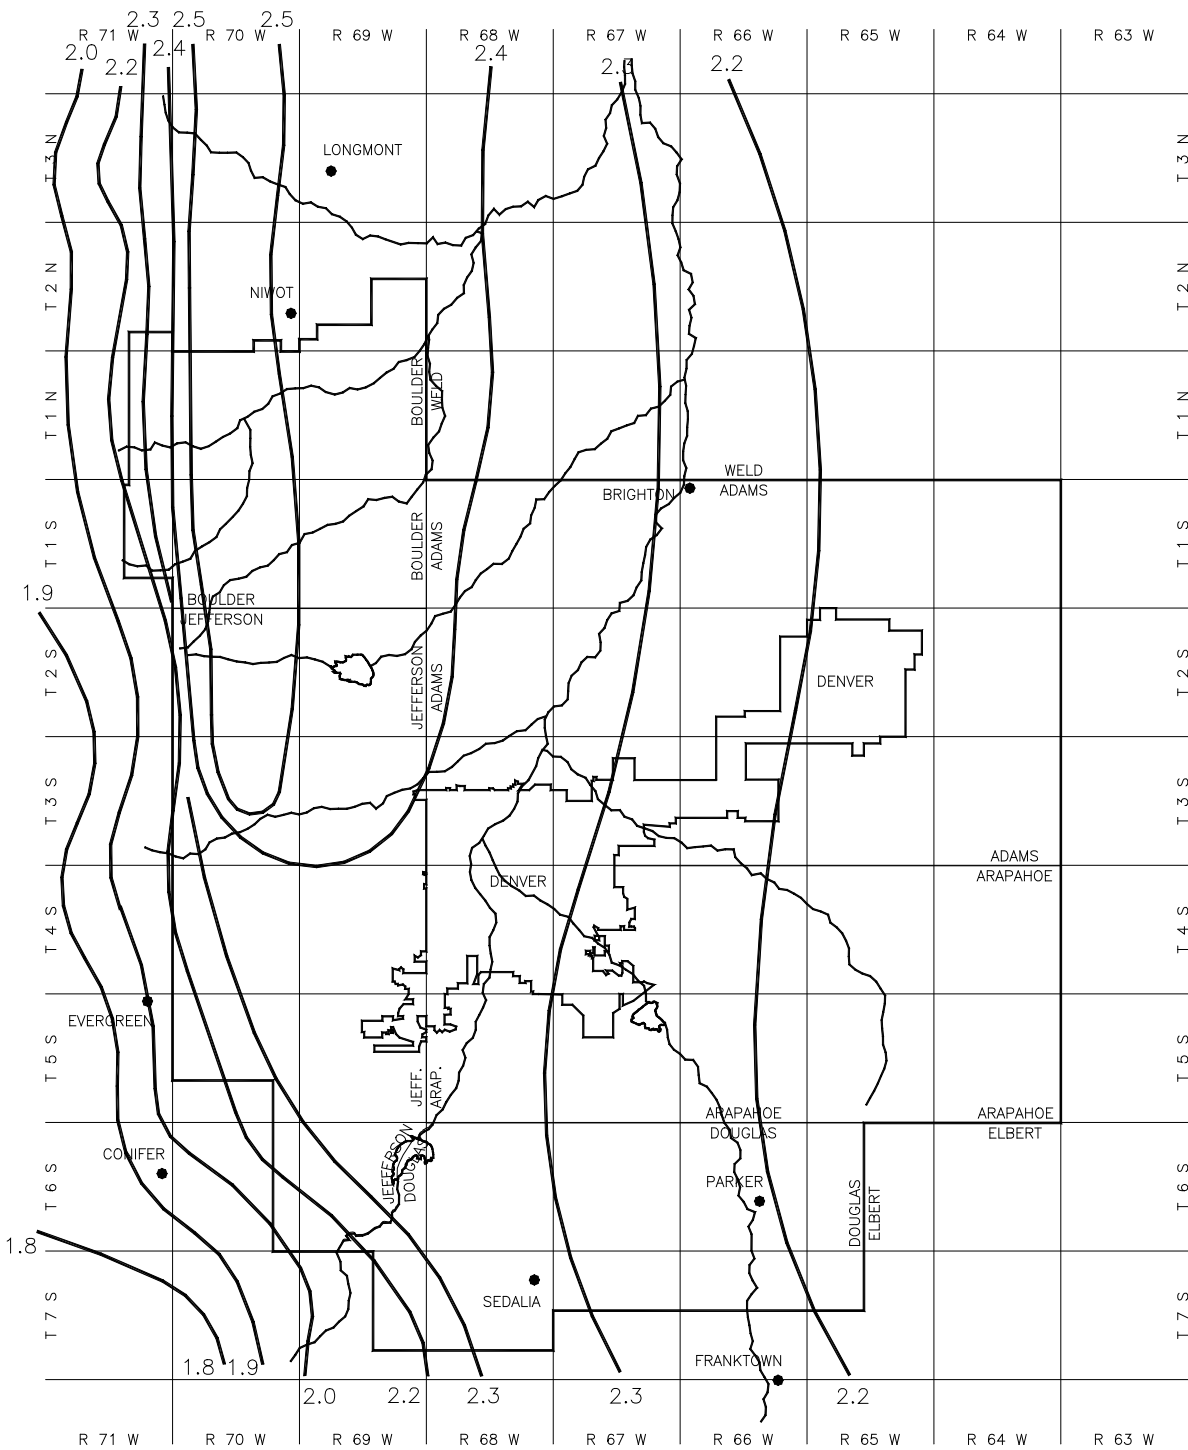 2.3 2.5 2.5
R 71 W R 70 W R 69 W R 68 W R 67 W R 66 W R 65 W R 64 W R 63 W
2.0 2.2 2.4 2.4 2.2
T 3 N T 3 N
LONGMONT
T 2 N T 2 N
NIWOT
T 1 N T 1 N
BOULDER
WELD
WELD
BRIGHTON ADAMS
T 1 S T 1 S
BOULDER
ADAMS
1.9
BOULDER
JEFFERSON
T 2 S T 2 S
JEFFERSON
ADAMS
DENVER
T 3 S T 3 S
ADAMS
DENVER ARAPAHOE
T 4 S T 4 S
EVERGREEN
T 5 S T 5 S
JEFF.
ARAP.
ARAPAHOE ARAPAHOE
DOUGLAS ELBERT
CONIFER
JEFFERSON
DOUGLAS
T 6 S T 6 S
PARKER
DOUGLAS
ELBERT
1.8
SEDALIA
T 7 S T 7 S
FRANKTOWN
1.8 1.9
2.0 2.2 2.3 2.3 2.2
R 71 W R 70 W R 69 W R 68 W R 67 W R 66 W R 65 W R 64 W R 63 W